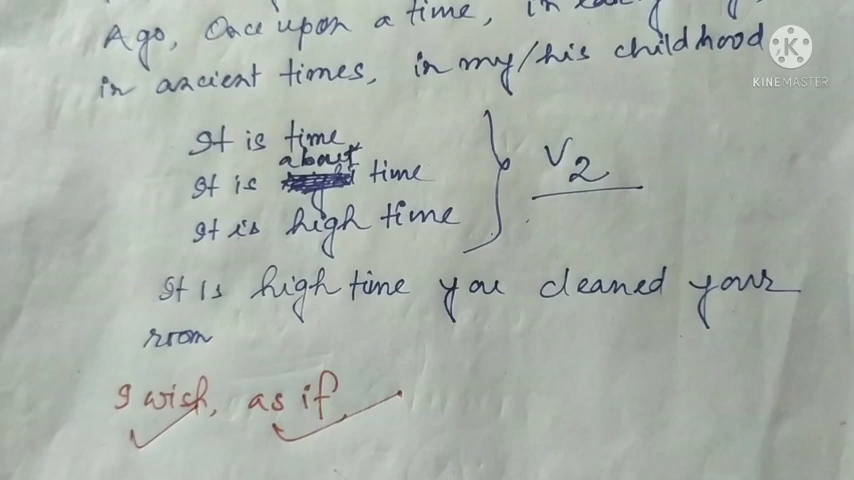 Ago, Once upon a time, in
in ancient times, in my/his childhood
KINEMASTER
It is time
about
It is time
It is high time
V2
It is high time you cleaned your
room
I wish, as if